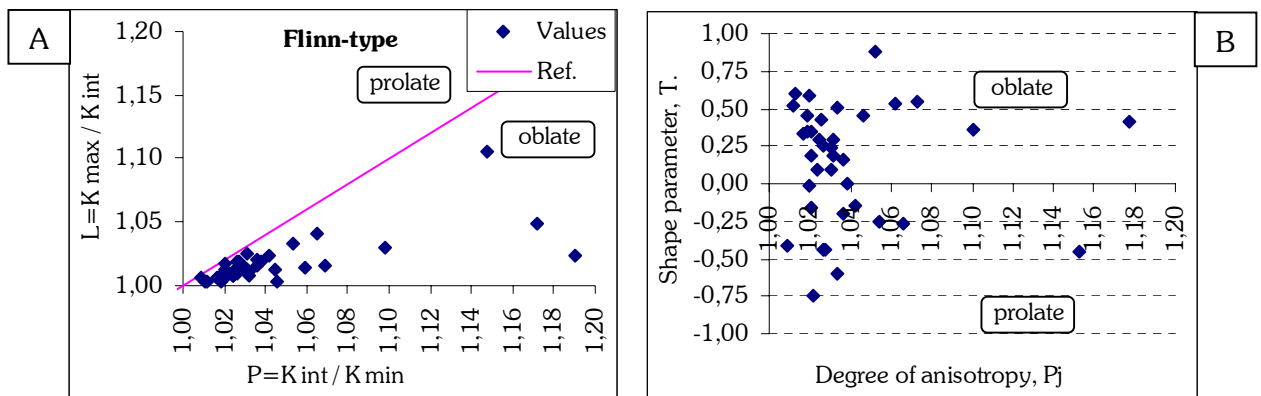 A
Flinn-type
Values
Ref.
prolate
oblate
L=K max / K int
1,20
1,15
1,10
1,05
1,00
1,00 1,02 1,04 1,06 1,08 1,10 1,12 1,14 1,16 1,18 1,20
P=K int / K min
B
Shape parameter, T.
1,00
0,75
0,50
0,25
0,00
-0,25
-0,50
-0,75
-1,00
oblate
1,00 1,02 1,04 1,06 1,08 1,10 1,12 1,14 1,16 1,18 1,20
prolate
Degree of anisotropy, Pj